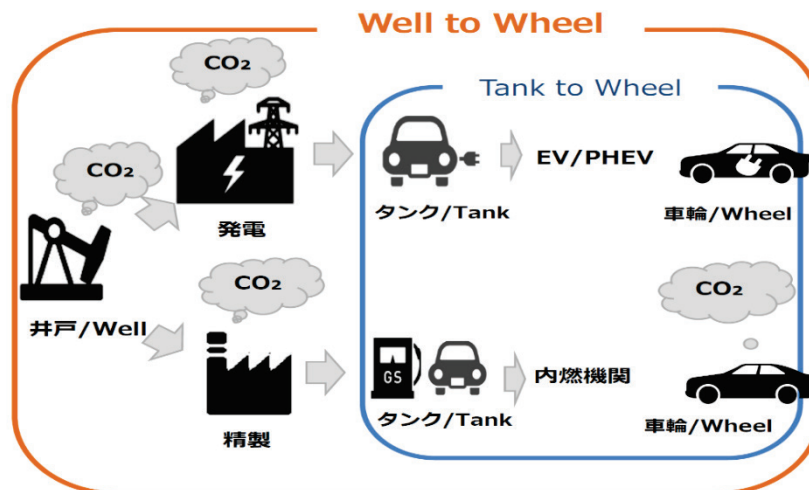 Well to Wheel
CO₂
Tank to Wheel
CO₂
EV/PHEV
発電
タンク/Tank
車輪/Wheel
井戸/Well
CO₂
CO₂
GS
内燃機関
精製
タンク/Tank
車輪/Wheel